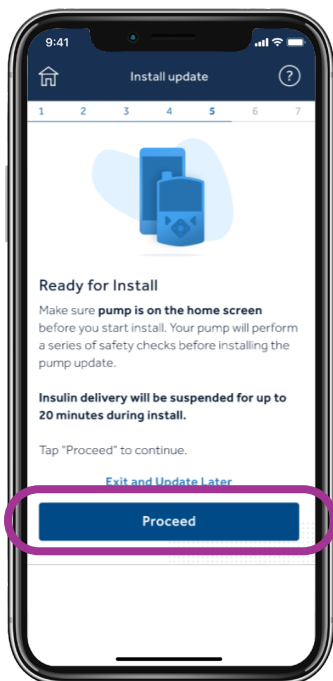 9:41
Install update
?
1 2 3 4 5 6 7
Ready for Install
Make sure pump is on the home screen
before you start install. Your pump will perform
a series of safety checks before installing the
pump update.
Insulin delivery will be suspended for up to
20 minutes during install.
Tap "Proceed" to continue.
Exit and Update Later
Proceed